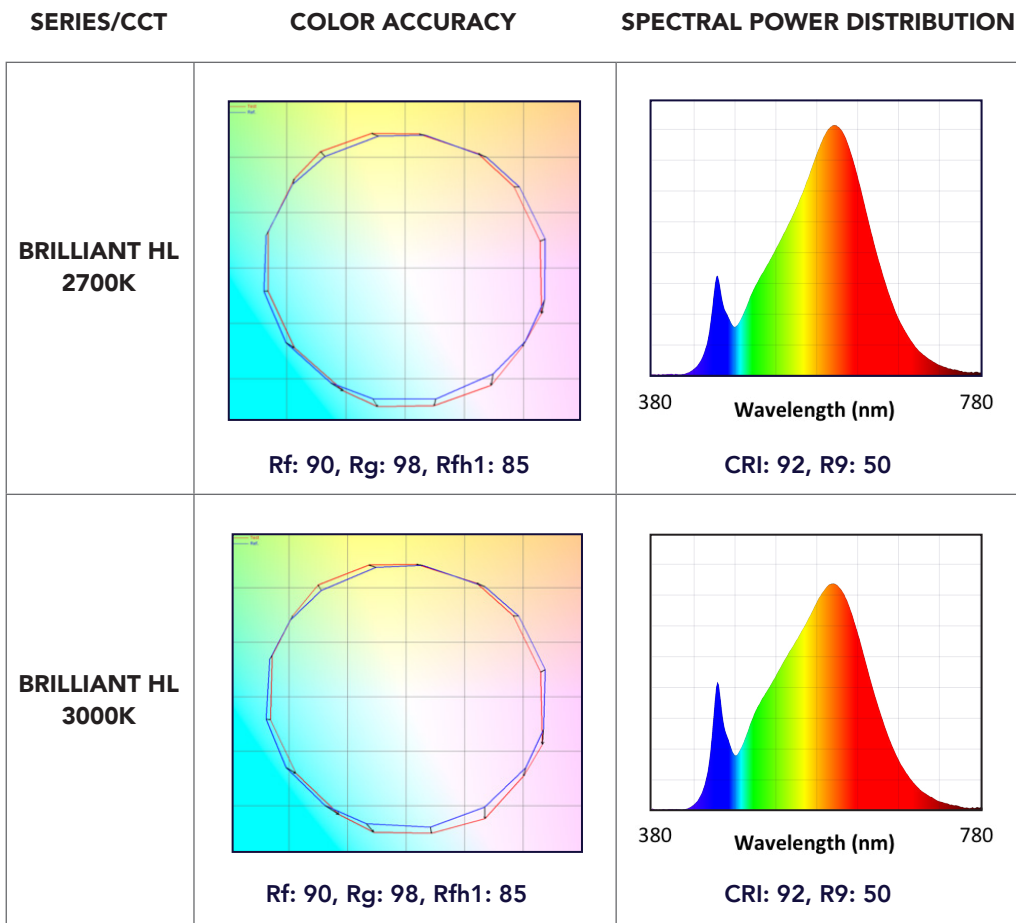 SERIES/CCT
COLOR ACCURACY
SPECTRAL POWER DISTRIBUTION
BRILLIANT HL
2700K
380
780
Wavelength (nm)
Rf: 90, Rg: 98, Rfh1: 85
CRI: 92, R9: 50
BRILLIANT HL
3000K
380
780
Wavelength (nm)
Rf: 90, Rg: 98, Rfh1: 85
CRI: 92, R9: 50